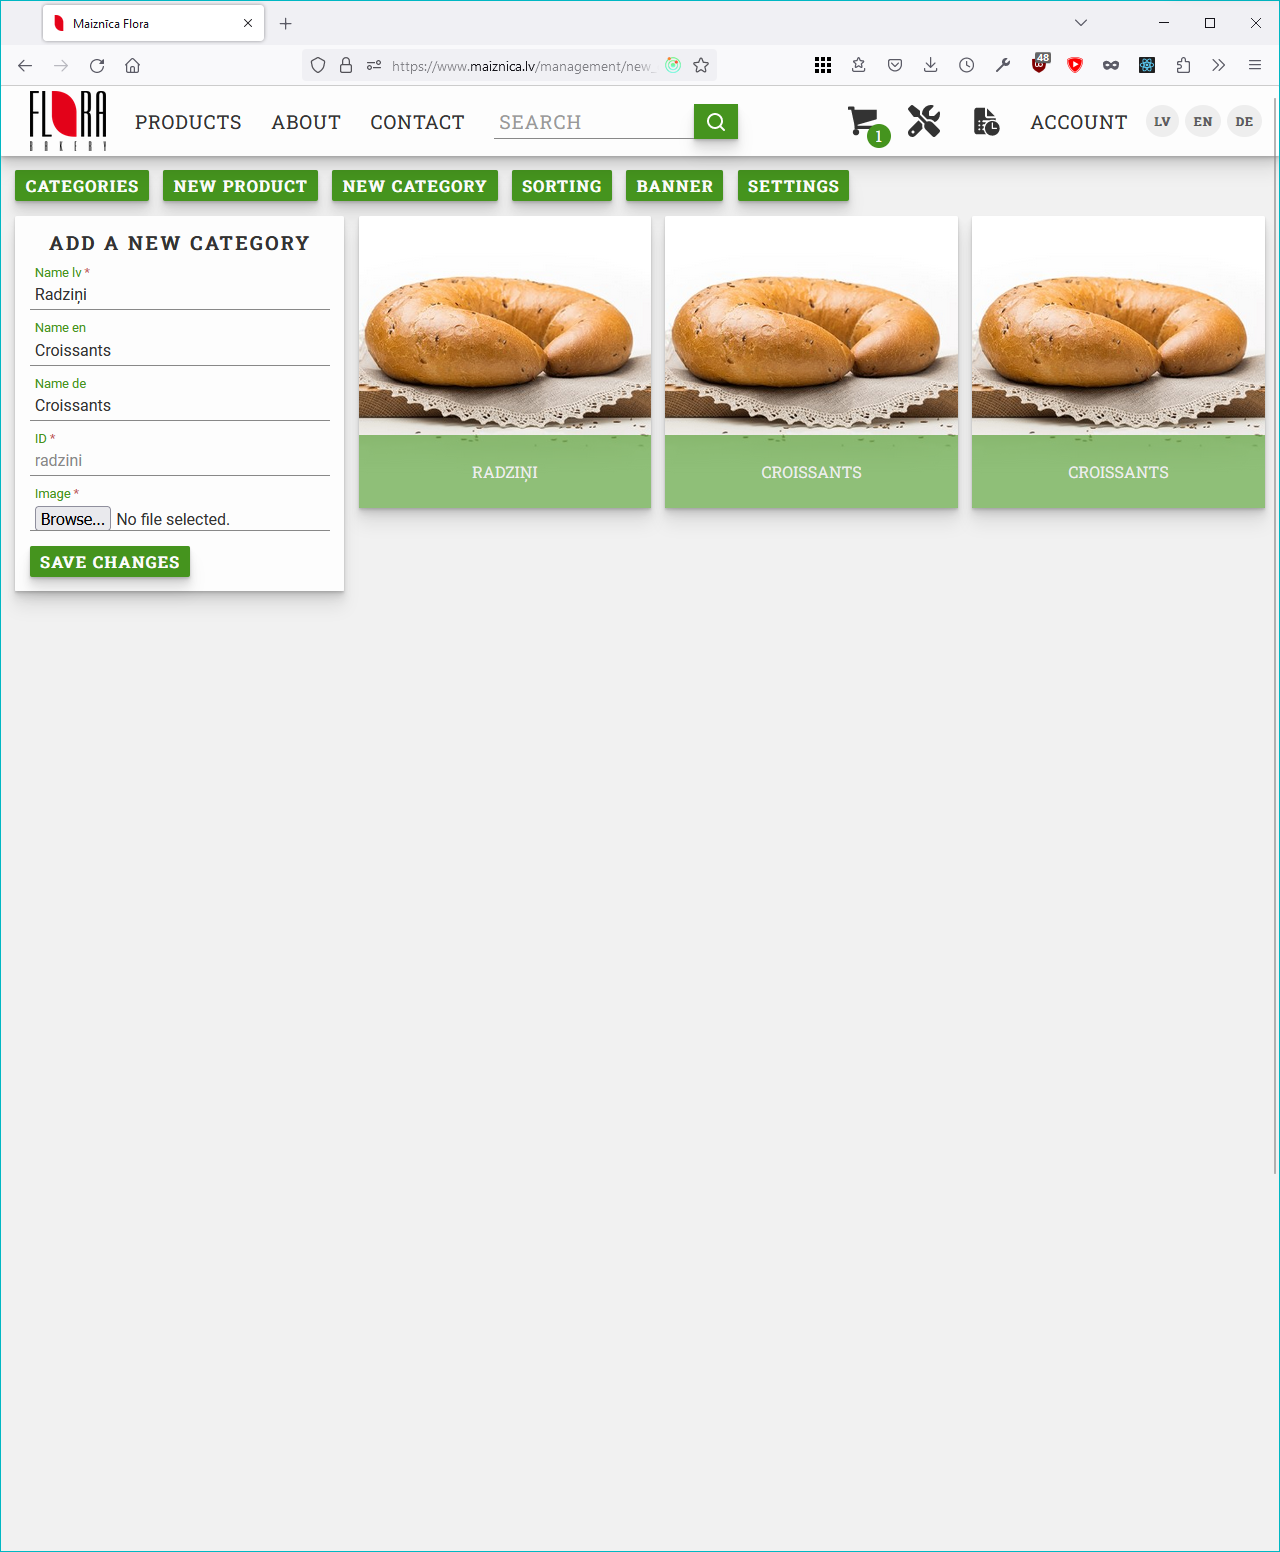 Maiznīca Flora
https://www.maiznica.lv/management/new_
48
FLORA
BAKERY
PRODUCTS
ABOUT
CONTACT
SEARCH
1
ACCOUNT
LV
EN
DE
CATEGORIES
NEW PRODUCT
NEW CATEGORY
SORTING
BANNER
SETTINGS
ADD A NEW CATEGORY
Name lv *
Radziņi
Name en
Croissants
Name de
Croissants
ID *
radzini
Image *
Browse... No file selected.
SAVE CHANGES
RADZIŅI
CROISSANTS
CROISSANTS